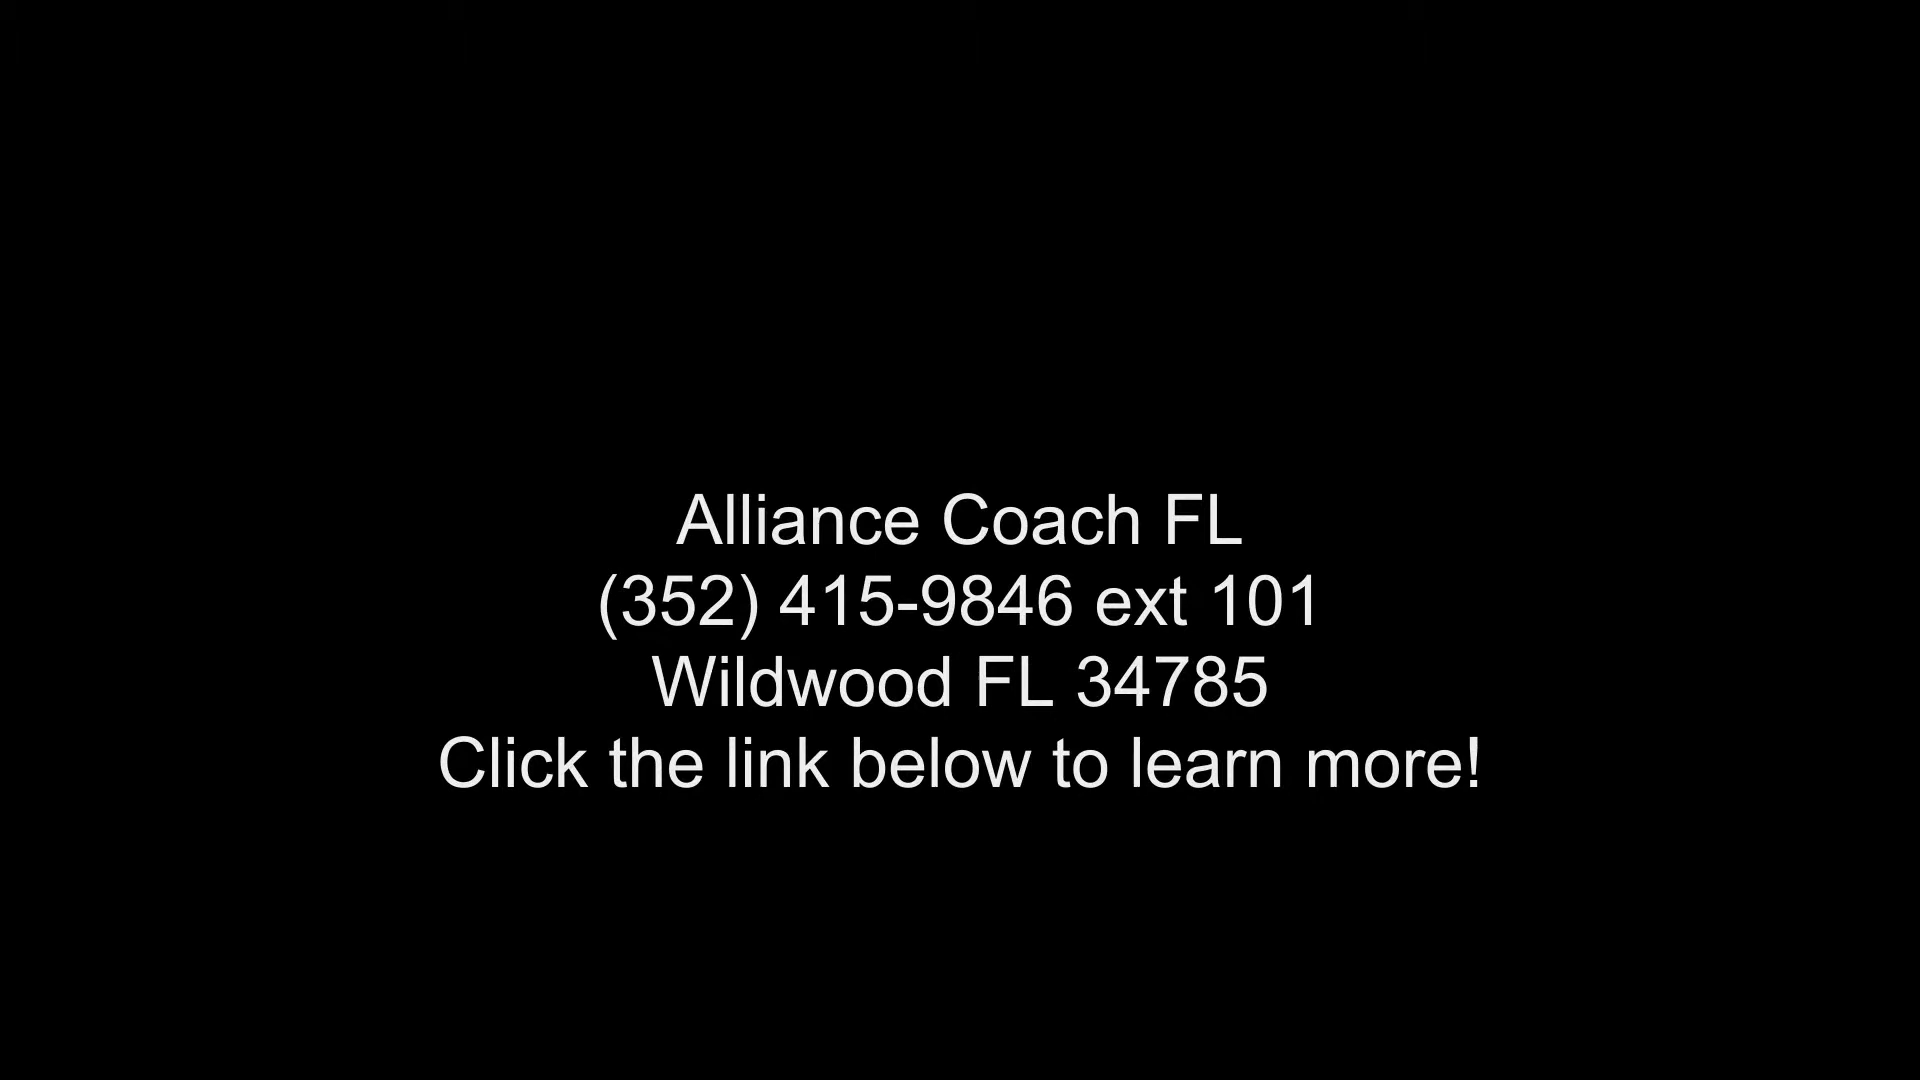 Alliance Coach FL
(352) 415-9846 ext 101
Wildwood FL 34785
Click the link below to learn more!